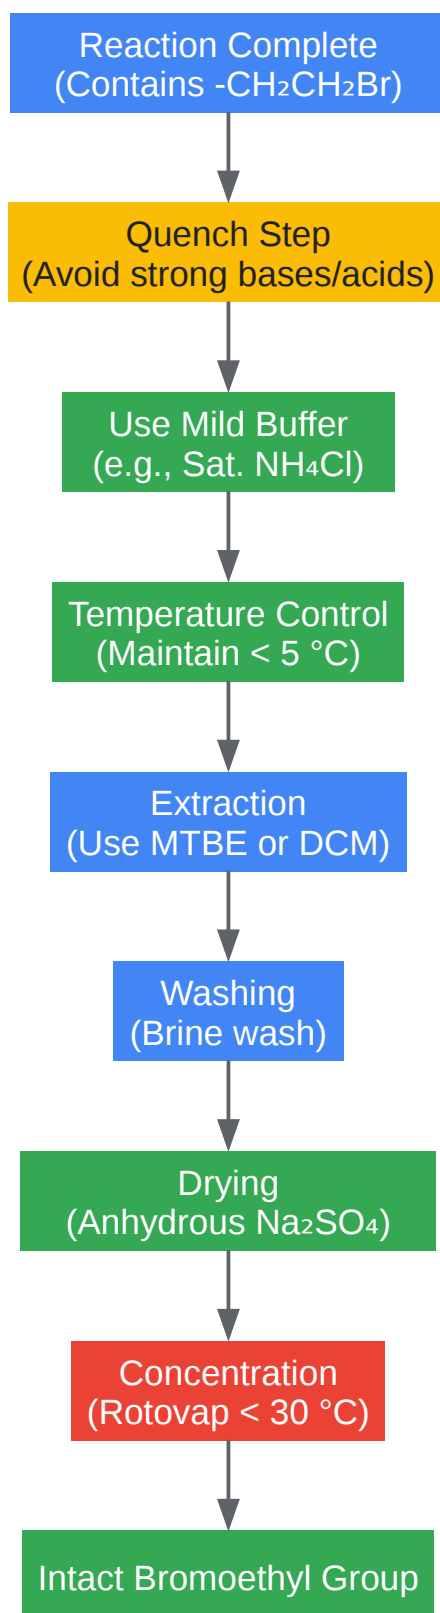 Reaction Complete
(Contains -CH₂CH₂Br)
Quench Step
(Avoid strong bases/acids)
Use Mild Buffer
(e.g., Sat. NH₄Cl)
Temperature Control
(Maintain < 5 °C)
Extraction
(Use MTBE or DCM)
Washing
(Brine wash)
Drying
(Anhydrous Na₂SO₄)
Concentration
(Rotovap < 30 °C)
Intact Bromoethyl Group